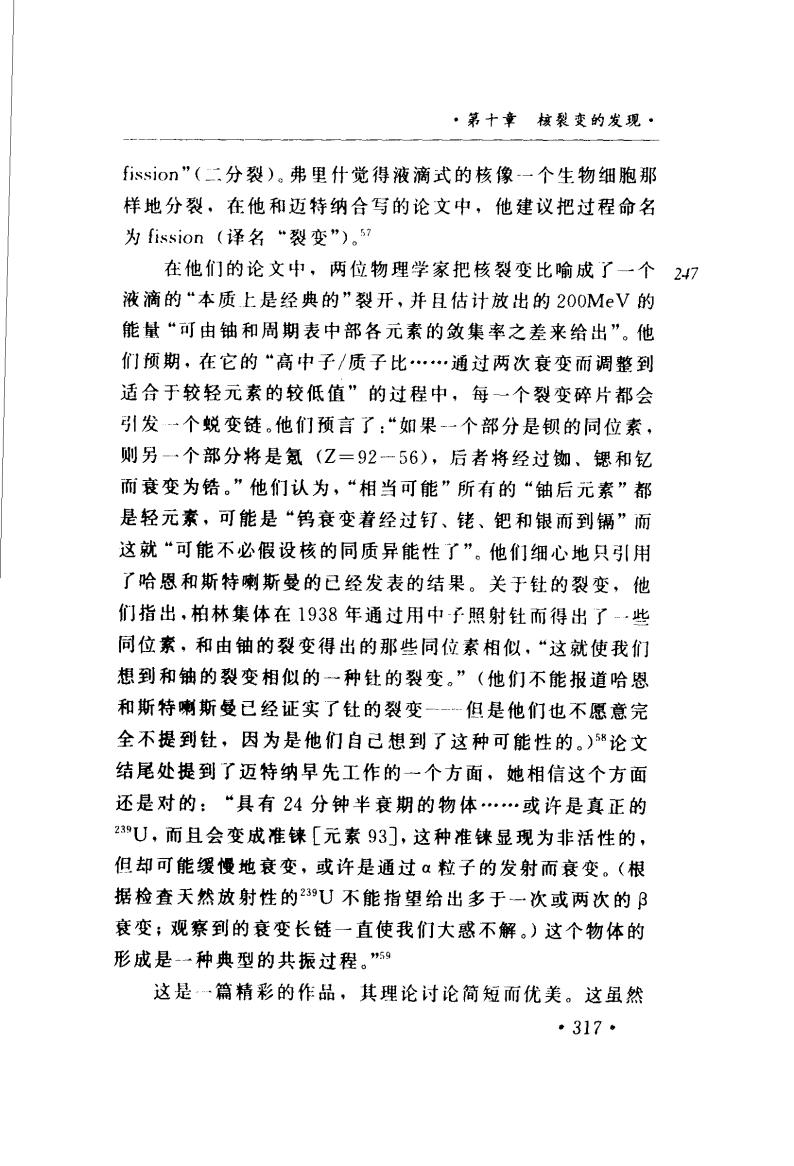 ·第十章 核裂变的发现·
fission”(二分裂)。弗里什觉得液滴式的核像一个生物细胞那
样地分裂，在他和迈特纳合写的论文中，他建议把过程命名
为 fission（译名“裂变”）。⁵⁷
在他们的论文中，两位物理学家把核裂变比喻成了一个 247
液滴的“本质上是经典的”裂开，并且估计放出的 200MeV 的
能量“可由铀和周期表中部各元素的敛集率之差来给出”。他
们预期，在它的“高中子/质子比……通过两次衰变而调整到
适合于较轻元素的较低值”的过程中，每一个裂变碎片都会
引发一个蜕变链。他们预言了：“如果一个部分是钡的同位素，
则另一个部分将是氪（Z=92－56），后者将经过铷、锶和钇
而衰变为锆。”他们认为，“相当可能”所有的“铀后元素”都
是轻元素，可能是“钨衰变着经过钌、铑、钯和银而到镉”而
这就“可能不必假设核的同质异能性了”。他们细心地只引用
了哈恩和斯特喇斯曼的已经发表的结果。关于钍的裂变，他
们指出，柏林集体在 1938 年通过用中子照射钍而得出了一些
同位素，和由铀的裂变得出的那些同位素相似，“这就使我们
想到和铀的裂变相似的一种钍的裂变。”（他们不能报道哈恩
和斯特喇斯曼已经证实了钍的裂变——但是他们也不愿意完
全不提到钍，因为是他们自己想到了这种可能性的。）⁵⁸论文
结尾处提到了迈特纳早先工作的一个方面，她相信这个方面
还是对的：“具有 24 分钟半衰期的物体……或许是真正的
²³⁹U，而且会变成准铼［元素 93］，这种准铼显现为非活性的，
但却可能缓慢地衰变，或许是通过 α 粒子的发射而衰变。（根
据检查天然放射性的²³⁹U 不能指望给出多于一次或两次的 β
衰变；观察到的衰变长链一直使我们大惑不解。）这个物体的
形成是一种典型的共振过程。”⁵⁹
这是一篇精彩的作品，其理论讨论简短而优美。这虽然
·317·